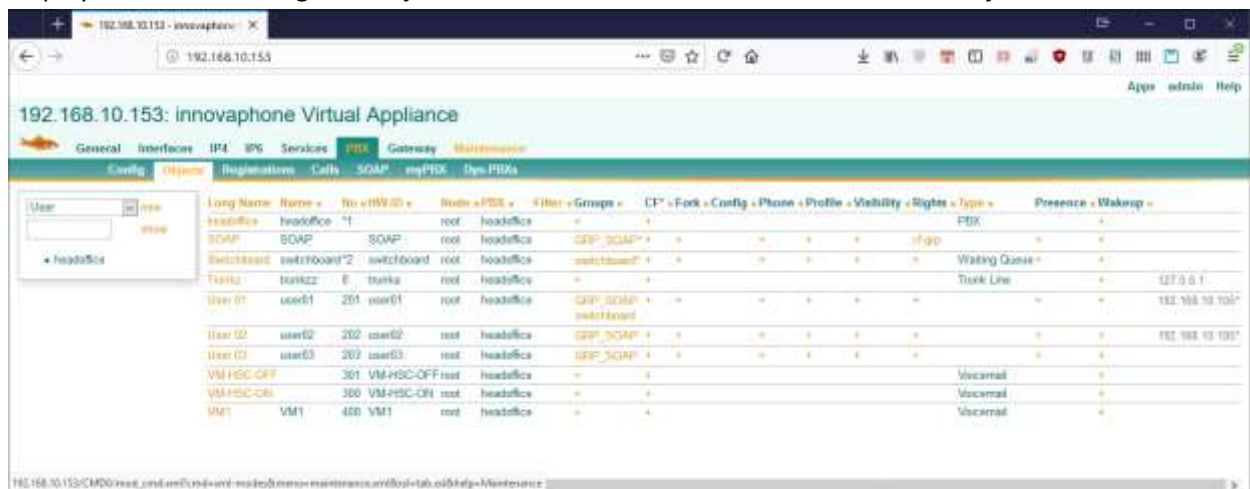 192.168.10.153 - innovaphone
192.168.10.153
Apps admin Help
192.168.10.153: innovaphone Virtual Appliance
General Interfaces IP4 IP6 Services PBX Gateway Maintenance
Config Objects Registrations Calls SOAP myPBX Dyn-PBXs
User new
show
headoffice
Long Name Name No HW-ID Node PBX Filter Groups CF* Fork Config Phone Profile Visibility Rights Type Presence Wakeup
headoffice headoffice *1 root headoffice + + PBX +
SOAP SOAP SOAP root headoffice GRP_SOAP* + + + + + + +
Switchboard switchboard *2 switchboard root headoffice switchboard* + + + + + + Waiting Queue + +
trunkzz 0 trunks root headoffice + + Trunk Line + 127.0.0.1
User 01 user01 201 user01 root headoffice GRP_SOAP + + + + + + + +
switchboard
User 02 user02 202 user02 root headoffice GRP_SOAP + + + + + + + +
User 03 user03 203 user03 root headoffice GRP_SOAP + + + + + + + +
VM-HSC-OFF 301 VM-HSC-OFF root headoffice + + Voicemail +
VM-HSC-ON 300 VM-HSC-ON root headoffice + + Voicemail +
VM1 VM1 400 VM1 root headoffice + + Voicemail +